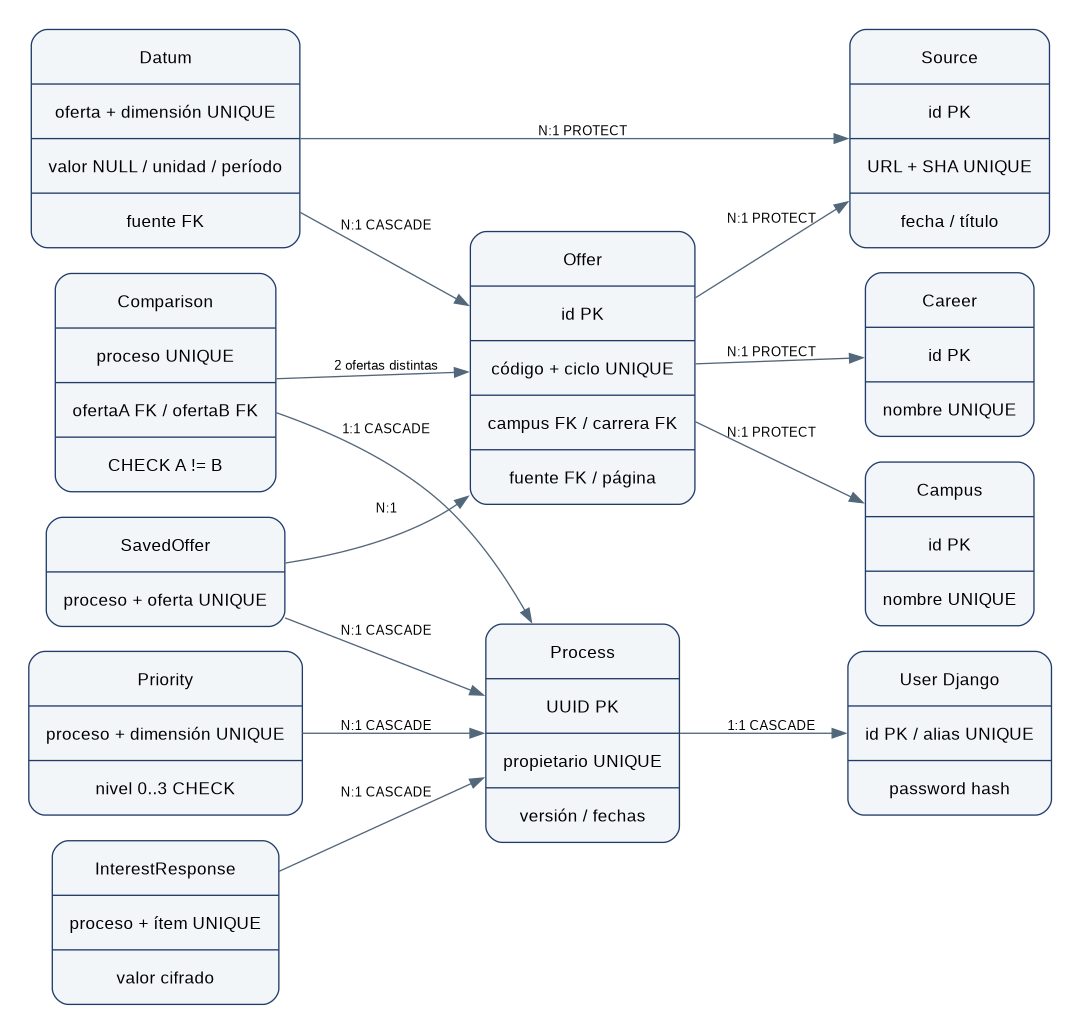 Datum
oferta + dimensión UNIQUE
valor NULL / unidad / período
fuente FK
Comparison
proceso UNIQUE
ofertaA FK / ofertaB FK
CHECK A != B
SavedOffer
proceso + oferta UNIQUE
Priority
proceso + dimensión UNIQUE
nivel 0..3 CHECK
InterestResponse
proceso + ítem UNIQUE
valor cifrado
N:1 PROTECT
N:1 CASCADE
2 ofertas distintas
1:1 CASCADE
N:1
N:1 CASCADE
N:1 CASCADE
N:1 CASCADE
Offer
id PK
código + ciclo UNIQUE
campus FK / carrera FK
fuente FK / página
Process
UUID PK
propietario UNIQUE
versión / fechas
N:1 PROTECT
N:1 PROTECT
N:1 PROTECT
1:1 CASCADE
Source
id PK
URL + SHA UNIQUE
fecha / título
Career
id PK
nombre UNIQUE
Campus
id PK
nombre UNIQUE
User Django
id PK / alias UNIQUE
password hash